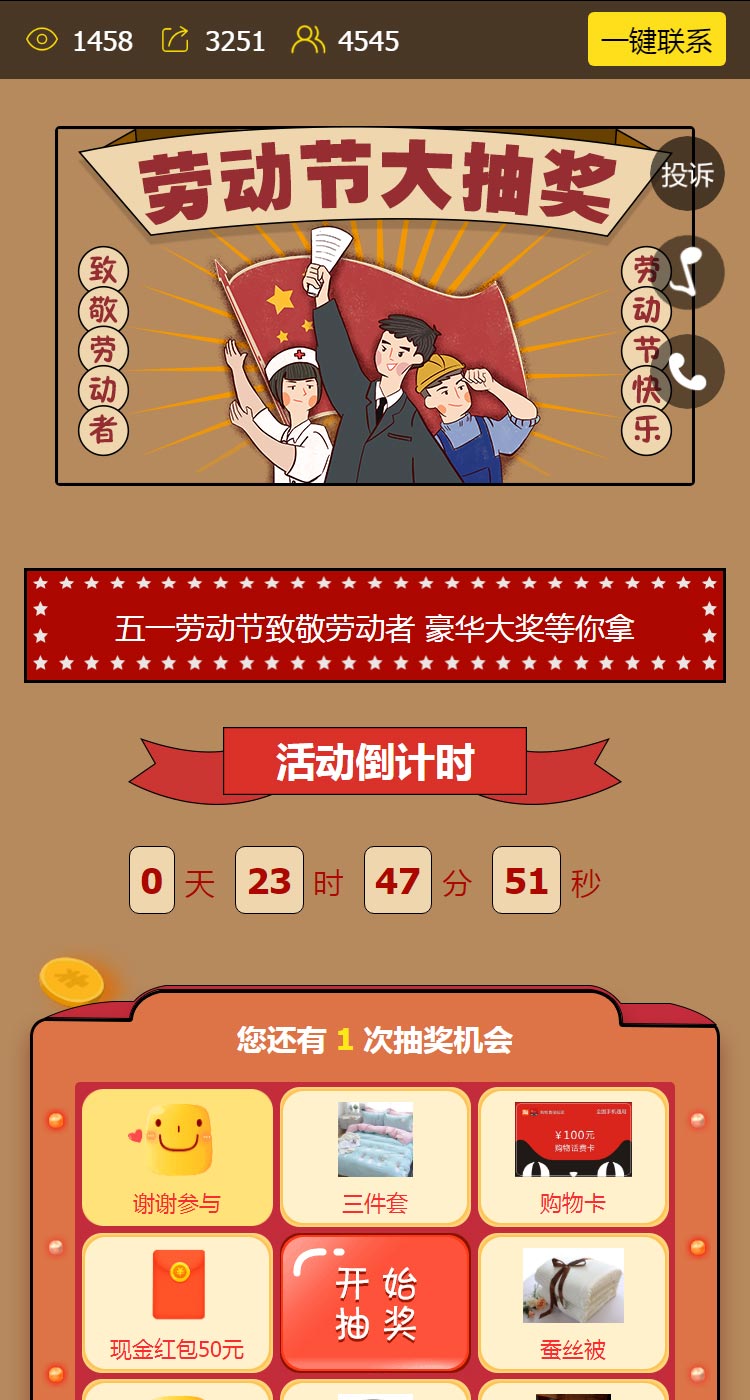 1458 3251 4545 一键联系
劳动节大抽奖
投诉
致敬劳动者
劳动节快乐
五一劳动节致敬劳动者 豪华大奖等你拿
活动倒计时
0 天 23 时 47 分 51 秒
您还有 1 次抽奖机会
¥100元
购物话费卡
谢谢参与 三件套 购物卡
开始
抽奖
现金红包50元 蚕丝被